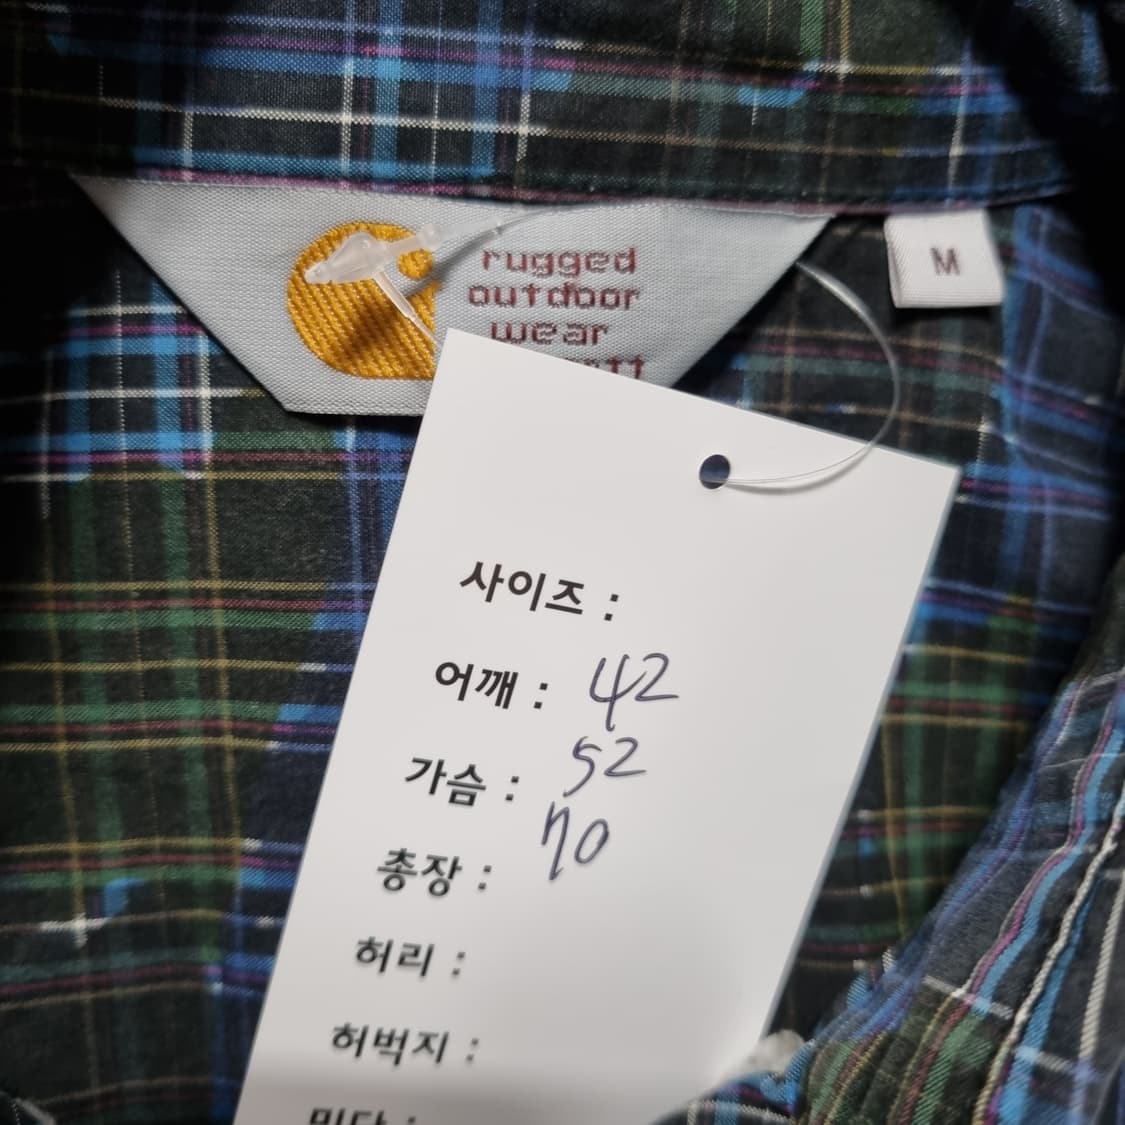 rugged
outdoor
wear
M
사이즈 :
어깨 : 42
가슴 : 52
총장 : 70
허리 :
허벅지 :